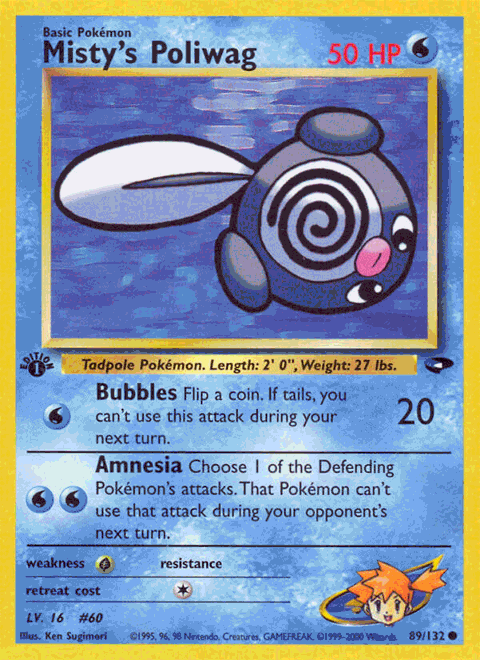 Basic Pokémon
Misty's Poliwag 50 HP
EDITION
1
Tadpole Pokémon. Length: 2' 0", Weight: 27 lbs.
Bubbles Flip a coin. If tails, you
can't use this attack during your
next turn.
20
Amnesia Choose 1 of the Defending
Pokémon's attacks. That Pokémon can't
use that attack during your opponent's
next turn.
weakness resistance
retreat cost
LV. 16 #60
Illus. Ken Sugimori ©1995, 96, 98 Nintendo, Creatures, GAMEFREAK. ©1999-2000 Wizards. 89/132